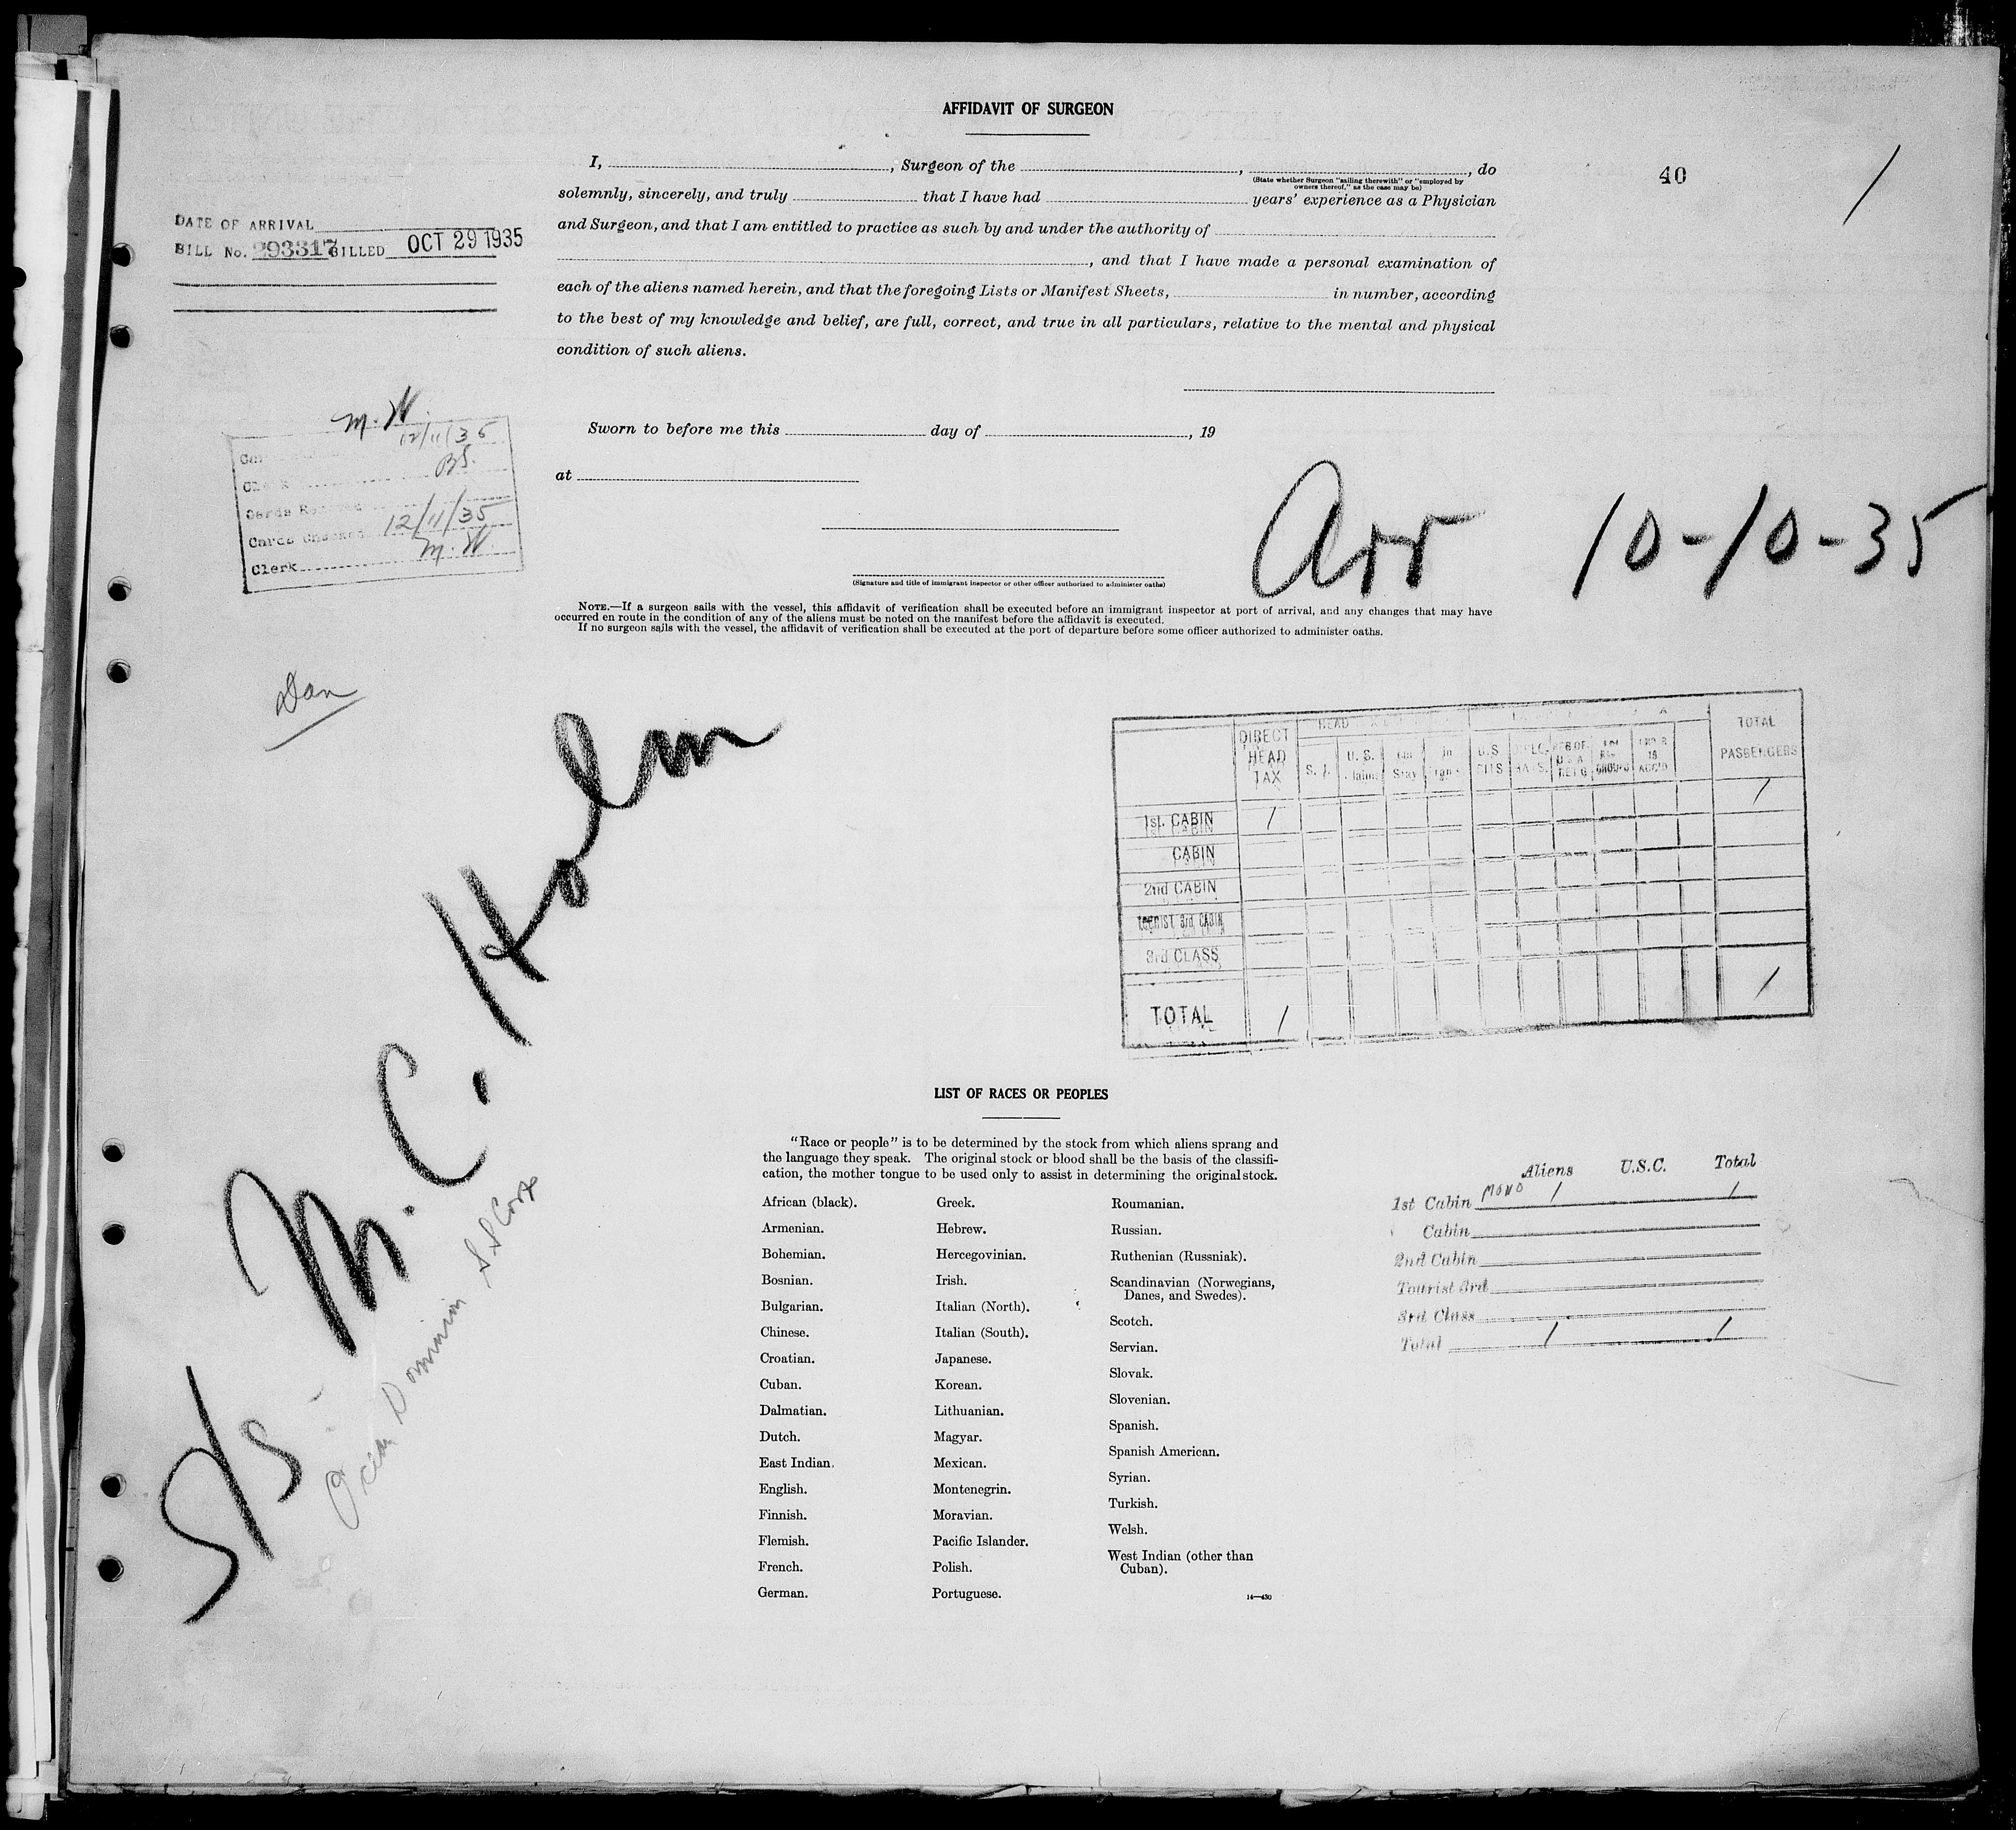 AFFIDAVIT OF SURGEON
I, , Surgeon of the , , do
(State whether Surgeon "sailing therewith" or "employed by
owners thereof," as the case may be)
solemnly, sincerely, and truly that I have had years' experience as a Physician
and Surgeon, and that I am entitled to practice as such by and under the authority of
, and that I have made a personal examination of
each of the aliens named herein, and that the foregoing Lists or Manifest Sheets, in number, according
to the best of my knowledge and belief, are full, correct, and true in all particulars, relative to the mental and physical
condition of such aliens.
Sworn to before me this day of , 19
at
(Signature and title of immigrant inspector or other officer authorized to administer oaths)
NOTE.—If a surgeon sails with the vessel, this affidavit of verification shall be executed before an immigrant inspector at port of arrival, and any changes that may have
occurred en route in the condition of any of the aliens must be noted on the manifest before the affidavit is executed.
If no surgeon sails with the vessel, the affidavit of verification shall be executed at the port of departure before some officer authorized to administer oaths.
40
/
DATE OF ARRIVAL
BILL No. 293317 BILLED OCT 29 1935
M. W.
12/11/35
BS.
Cards Checked 12/11/35
Clerk M. W.
Arr 10-10-35
Dan
S/S M. C. Holm
Ocean Dominion S S Corp
DIRECT HEAD TAX
HEAD
U. S.
U.S. CITS
TOTAL PASSENGERS
1st. CABIN / /
CABIN
2nd CABIN
TOURIST 3rd CABIN
3rd CLASS
TOTAL / /
LIST OF RACES OR PEOPLES
"Race or people" is to be determined by the stock from which aliens sprang and
the language they speak. The original stock or blood shall be the basis of the classifi-
cation, the mother tongue to be used only to assist in determining the original stock.
African (black).
Armenian.
Bohemian.
Bosnian.
Bulgarian.
Chinese.
Croatian.
Cuban.
Dalmatian.
Dutch.
East Indian.
English.
Finnish.
Flemish.
French.
German.
Greek.
Hebrew.
Hercegovinian.
Irish.
Italian (North).
Italian (South).
Japanese.
Korean.
Lithuanian.
Magyar.
Mexican.
Montenegrin.
Moravian.
Pacific Islander.
Polish.
Portuguese.
Roumanian.
Russian.
Ruthenian (Russniak).
Scandinavian (Norwegians,
Danes, and Swedes).
Scotch.
Servian.
Slovak.
Slovenian.
Spanish.
Spanish American.
Syrian.
Turkish.
Welsh.
West Indian (other than
Cuban).
14—430
Aliens U.S.C. Total
1st Cabin MONO / /
Cabin
2nd Cabin
Tourist 3rd
3rd Class
Total / /